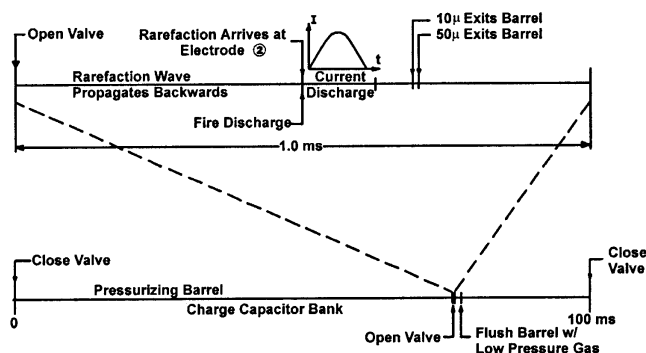 Open Valve
Rarefaction Arrives at
Electrode ②
I
t
Current
Discharge
10μ Exits Barrel
50μ Exits Barrel
Rarefaction Wave
Propagates Backwards
Fire Discharge
1.0 ms
Close Valve
Pressurizing Barrel
Charge Capacitor Bank
0
Open Valve
Flush Barrel w/
Low Pressure Gas
Close
Valve
100 ms